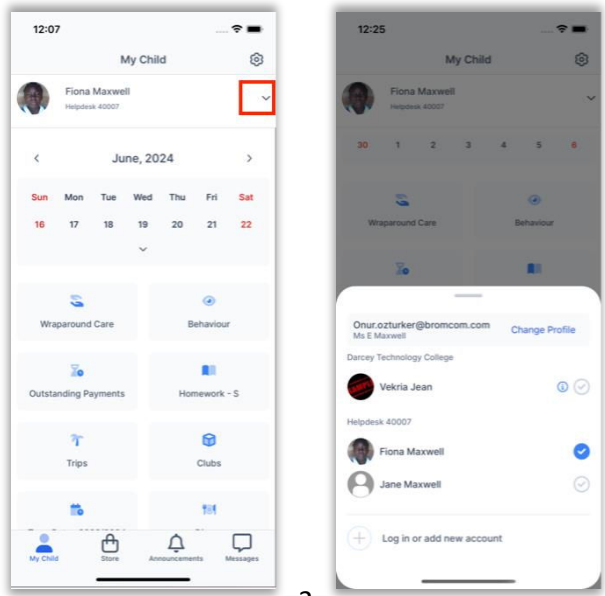 12:07
My Child
Fiona Maxwell
Helpdesk 40007
June, 2024
Sun Mon Tue Wed Thu Fri Sat
16 17 18 19 20 21 22
Wraparound Care Behaviour
Outstanding Payments Homework - S
Trips Clubs
My Child Store Announcements Messages
12:25
My Child
Fiona Maxwell
Helpdesk 40007
30 1 2 3 4 5 6
Wraparound Care Behaviour
Onur.ozturker@bromcom.com Change Profile
Ms E Maxwell
Darcey Technology College
Vekria Jean
Helpdesk 40007
Fiona Maxwell
Jane Maxwell
Log in or add new account